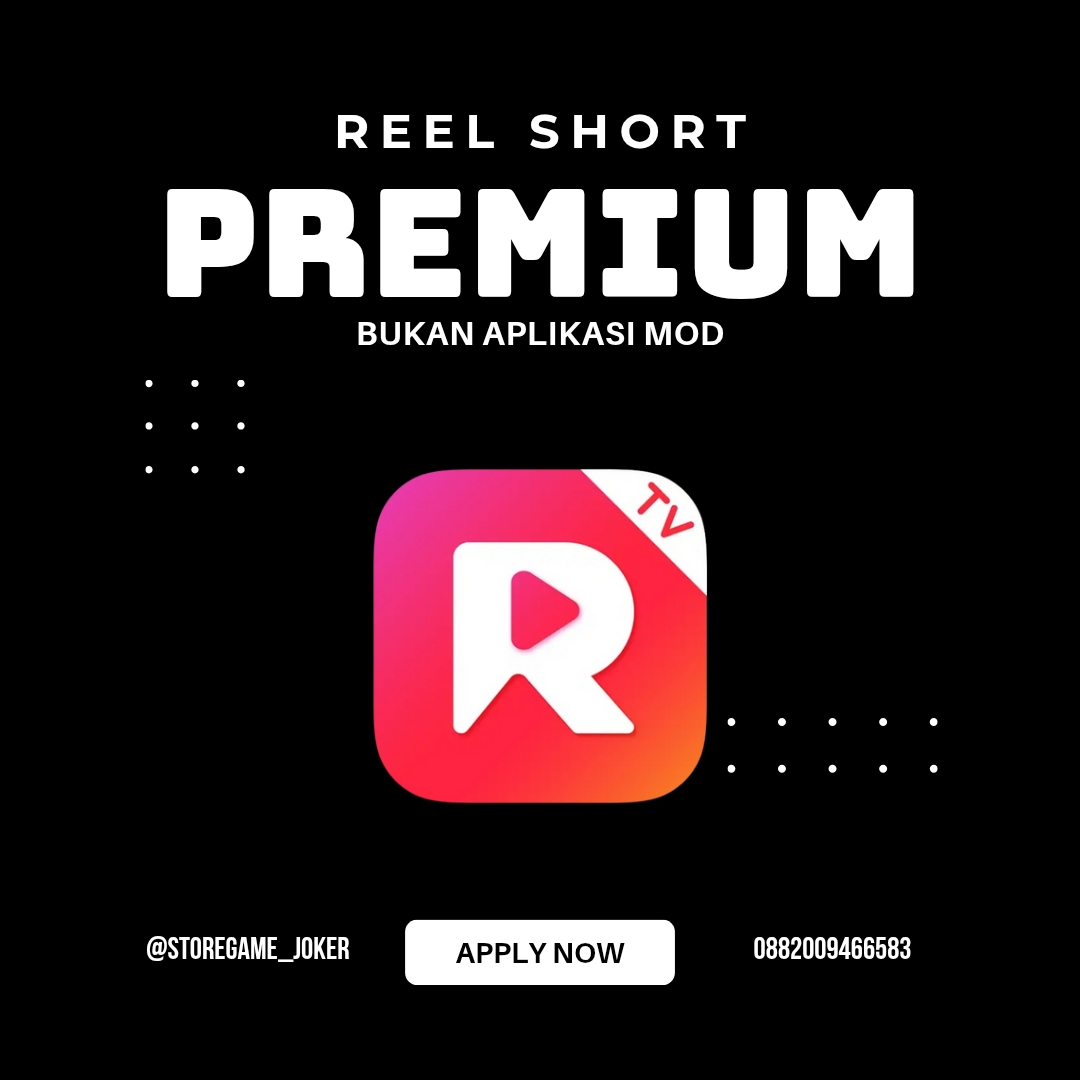 REEL SHORT
PREMIUM
BUKAN APLIKASI MOD
TV
R
@STOREGAME_JOKER
APPLY NOW
0882009466583